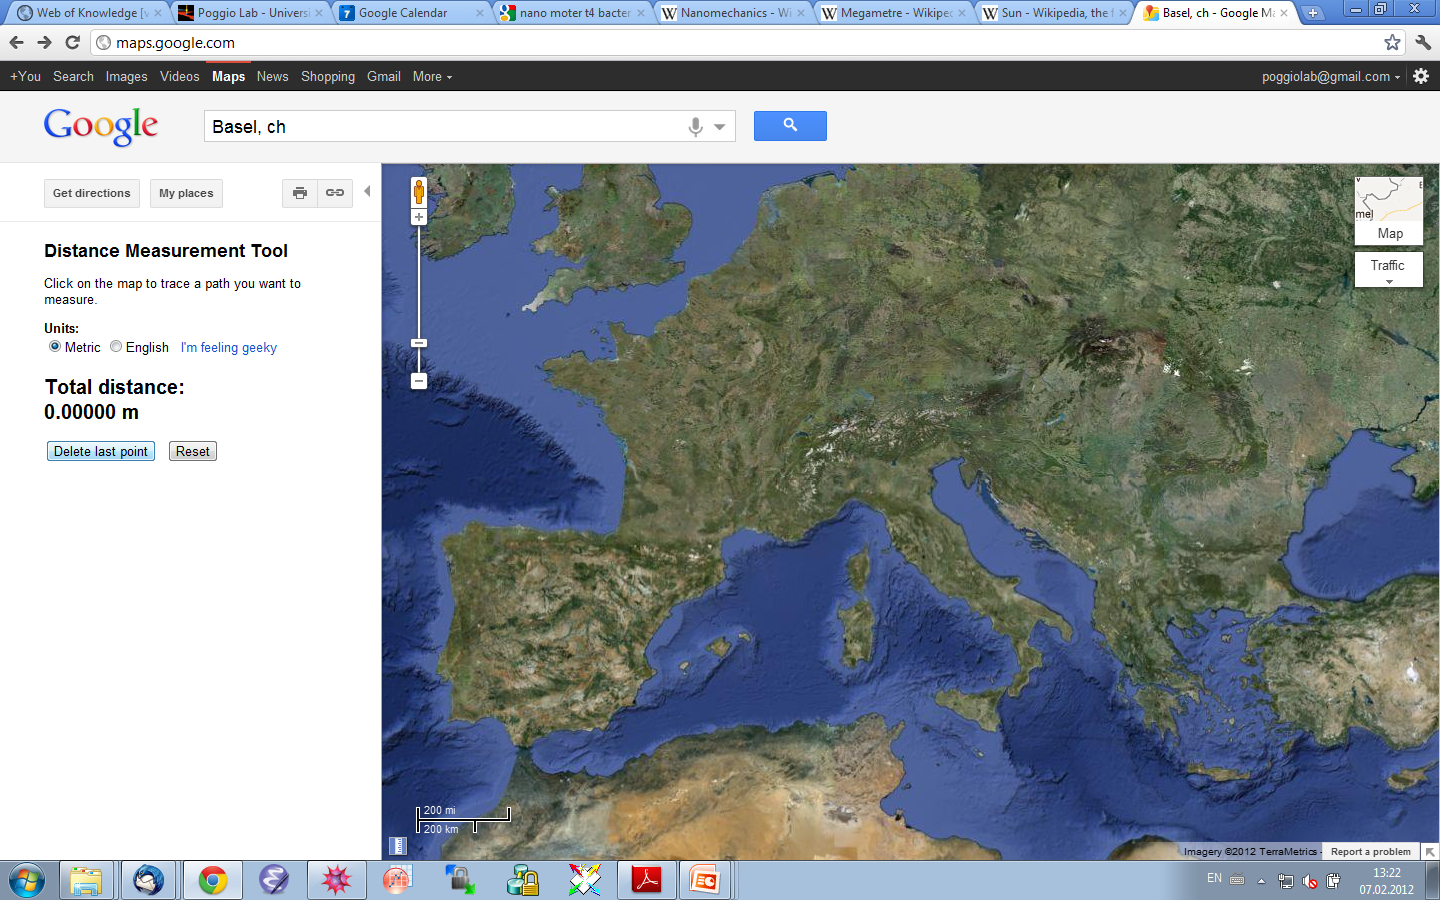 Web of Knowledge [v
Poggio Lab - Universi
7 Google Calendar
nano moter t4 bacter
Nanomechanics - Wi
Megametre - Wikiped
Sun - Wikipedia, the f
Basel, ch - Google Ma
maps.google.com
+You Search Images Videos Maps News Shopping Gmail More
poggiolab@gmail.com
Google
Basel, ch
Get directions My places
Distance Measurement Tool
Click on the map to trace a path you want to
measure.
Units:
Metric English I'm feeling geeky
Total distance:
0.00000 m
Delete last point Reset
mej
Map
Traffic
200 mi
200 km
Imagery ©2012 TerraMetrics - Report a problem
EN
13:22
07.02.2012